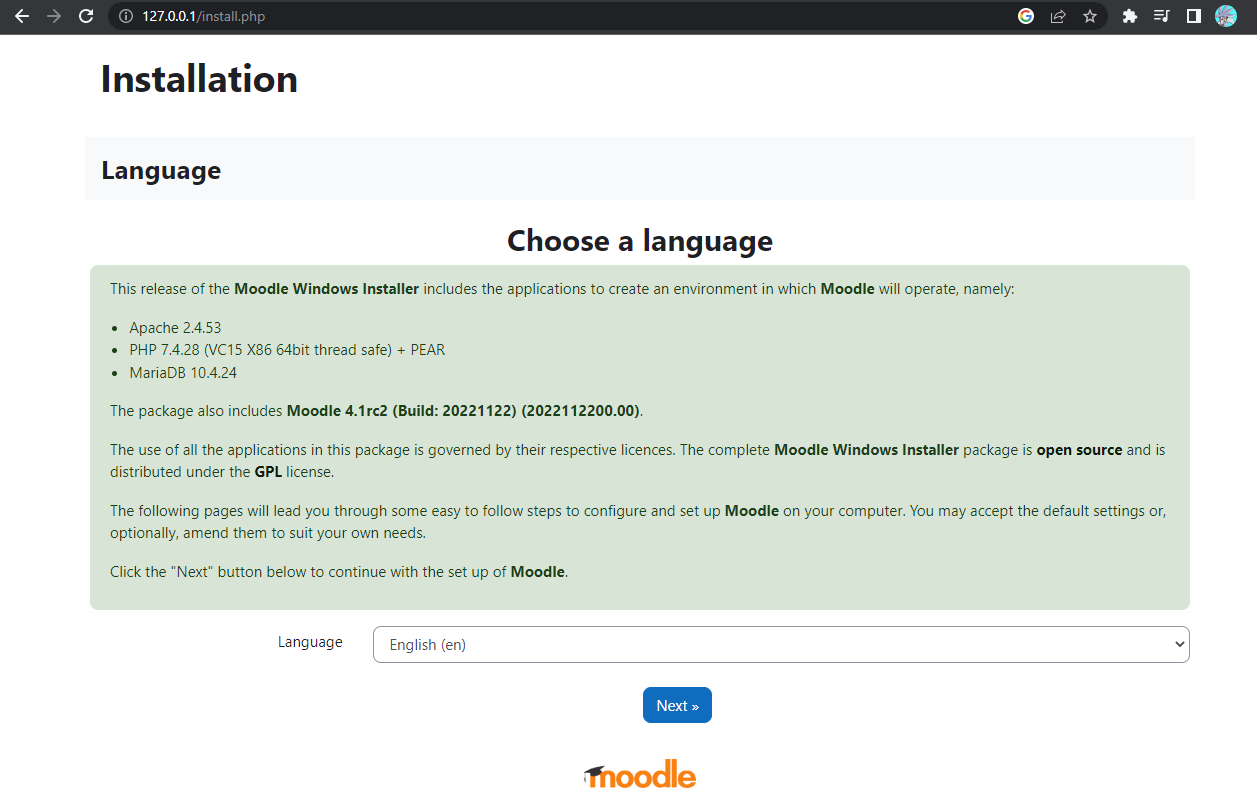 127.0.0.1/install.php
Installation
Language
Choose a language
This release of the Moodle Windows Installer includes the applications to create an environment in which Moodle will operate, namely:
Apache 2.4.53
PHP 7.4.28 (VC15 X86 64bit thread safe) + PEAR
MariaDB 10.4.24
The package also includes Moodle 4.1rc2 (Build: 20221122) (2022112200.00).
The use of all the applications in this package is governed by their respective licences. The complete Moodle Windows Installer package is open source and is
distributed under the GPL license.
The following pages will lead you through some easy to follow steps to configure and set up Moodle on your computer. You may accept the default settings or,
optionally, amend them to suit your own needs.
Click the "Next" button below to continue with the set up of Moodle.
Language
English (en)
Next »
moodle